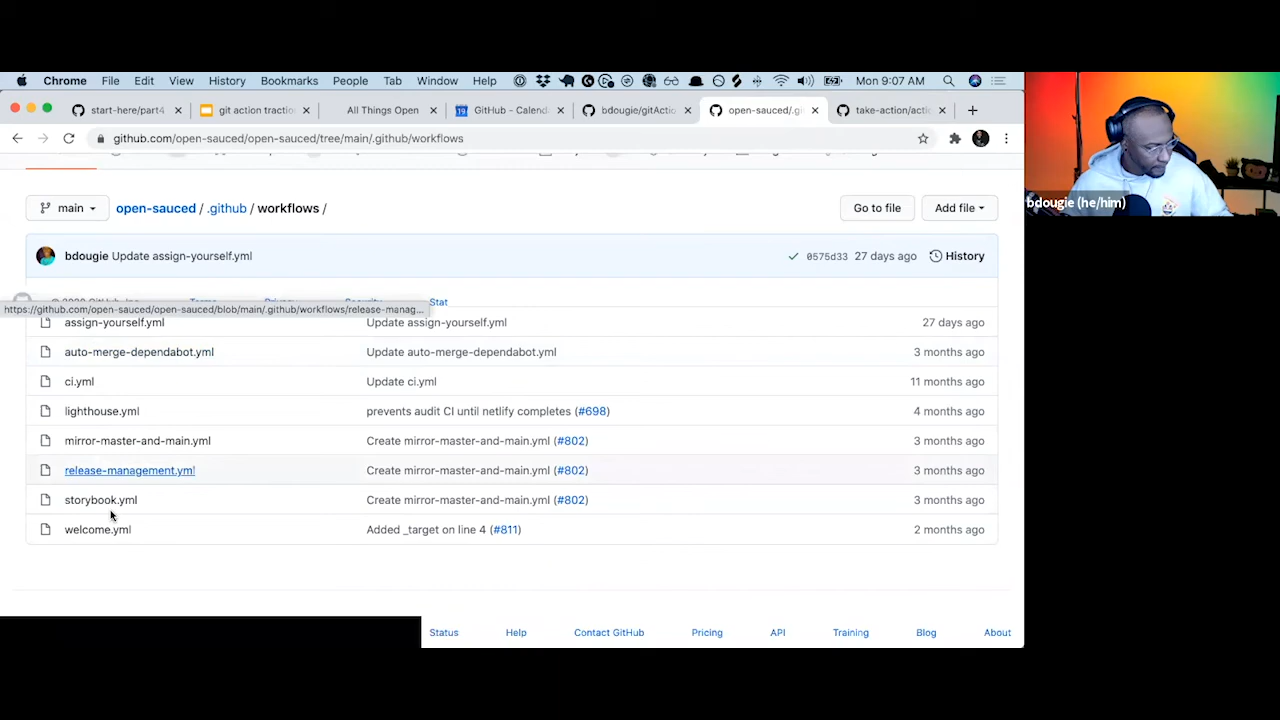 Chrome File Edit View History Bookmarks People Tab Window Help Mon 9:07 AM
start-here/part4 git action tractio All Things Open GitHub - Calenda bdougie/gitActio open-sauced/.gi take-action/acti
github.com/open-sauced/open-sauced/tree/main/.github/workflows
main open-sauced / .github / workflows / Go to file Add file
bdougie (he/him)
bdougie Update assign-yourself.yml 0575d33 27 days ago History
Stat
https://github.com/open-sauced/open-sauced/blob/main/.github/workflows/release-manag...
assign-yourself.yml Update assign-yourself.yml 27 days ago
auto-merge-dependabot.yml Update auto-merge-dependabot.yml 3 months ago
ci.yml Update ci.yml 11 months ago
lighthouse.yml prevents audit CI until netlify completes (#698) 4 months ago
mirror-master-and-main.yml Create mirror-master-and-main.yml (#802) 3 months ago
release-management.yml Create mirror-master-and-main.yml (#802) 3 months ago
storybook.yml Create mirror-master-and-main.yml (#802) 3 months ago
welcome.yml Added _target on line 4 (#811) 2 months ago
Status Help Contact GitHub Pricing API Training Blog About